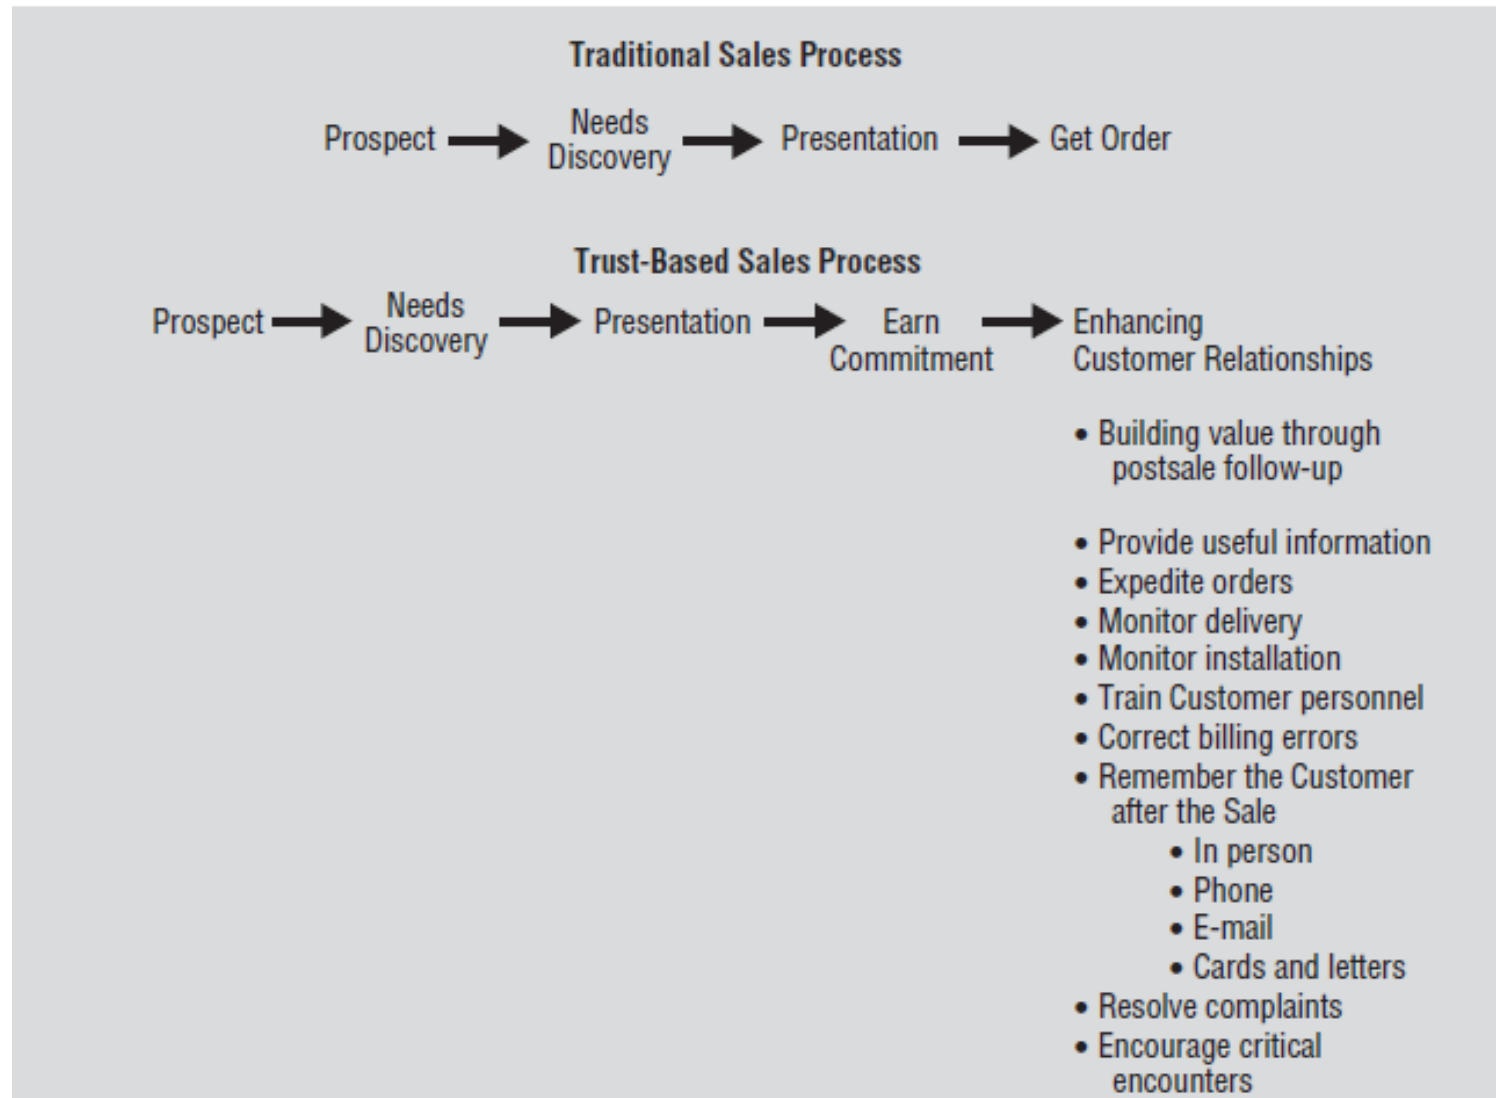 Traditional Sales Process
Prospect
Needs
Discovery
Presentation
Get Order
Trust-Based Sales Process
Prospect
Needs
Discovery
Presentation
Earn
Commitment
Enhancing
Customer Relationships
• Building value through
postsale follow-up
• Provide useful information
• Expedite orders
• Monitor delivery
• Monitor installation
• Train Customer personnel
• Correct billing errors
• Remember the Customer
after the Sale
• In person
• Phone
• E-mail
• Cards and letters
• Resolve complaints
• Encourage critical
encounters